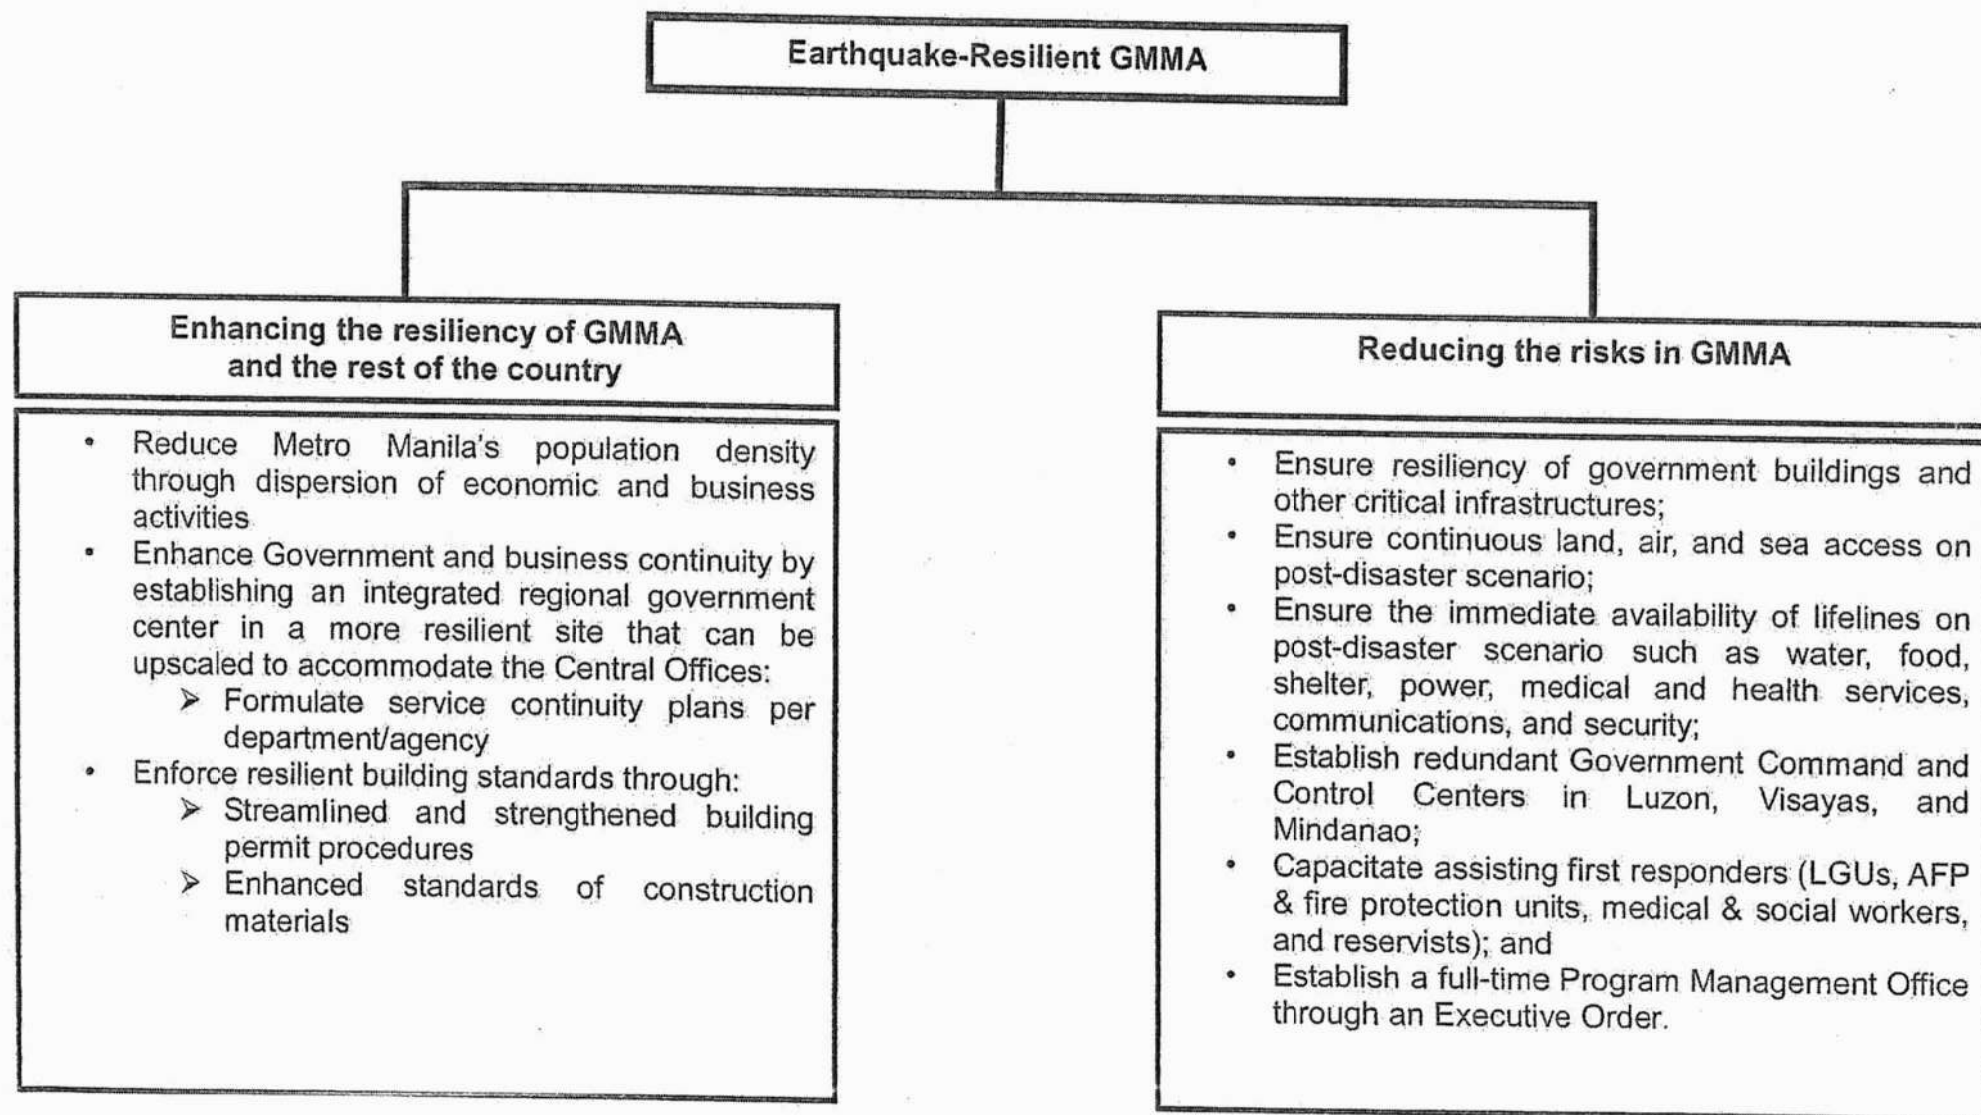 Earthquake-Resilient GMMA
Enhancing the resiliency of GMMA
and the rest of the country
• Reduce Metro Manila's population density
through dispersion of economic and business
activities
• Enhance Government and business continuity by
establishing an integrated regional government
center in a more resilient site that can be
upscaled to accommodate the Central Offices:
➢ Formulate service continuity plans per
department/agency
• Enforce resilient building standards through:
➢ Streamlined and strengthened building
permit procedures
➢ Enhanced standards of construction
materials
Reducing the risks in GMMA
• Ensure resiliency of government buildings and
other critical infrastructures;
• Ensure continuous land, air, and sea access on
post-disaster scenario;
• Ensure the immediate availability of lifelines on
post-disaster scenario such as water, food,
shelter, power, medical and health services,
communications, and security;
• Establish redundant Government Command and
Control Centers in Luzon, Visayas, and
Mindanao;
• Capacitate assisting first responders (LGUs, AFP
& fire protection units, medical & social workers,
and reservists); and
• Establish a full-time Program Management Office
through an Executive Order.